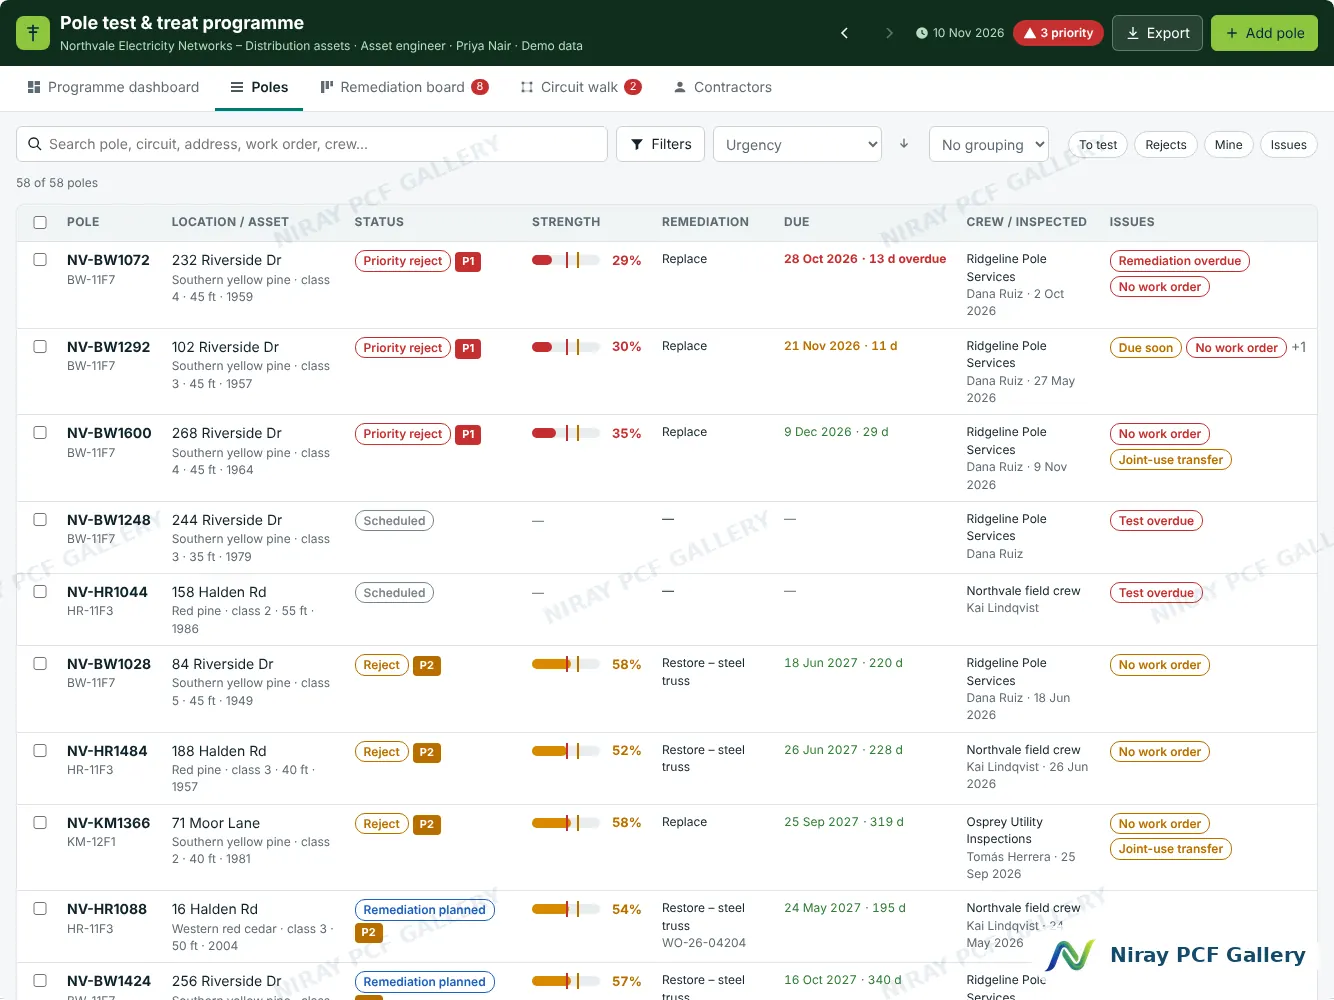 Pole test & treat programme
Northvale Electricity Networks – Distribution assets · Asset engineer · Priya Nair · Demo data
10 Nov 2026
3 priority
Export
Add pole
Programme dashboard
Poles
Remediation board 8
Circuit walk 2
Contractors
Search pole, circuit, address, work order, crew...
Filters
Urgency
No grouping
To test
Rejects
Mine
Issues
58 of 58 poles
POLE LOCATION / ASSET STATUS STRENGTH REMEDIATION DUE CREW / INSPECTED ISSUES
NV-BW1072
BW-11F7
232 Riverside Dr
Southern yellow pine · class
4 · 45 ft · 1959
Priority reject P1
29%
Replace
28 Oct 2026 · 13 d overdue
Ridgeline Pole
Services
Dana Ruiz · 2 Oct
2026
Remediation overdue
No work order
NV-BW1292
BW-11F7
102 Riverside Dr
Southern yellow pine · class
3 · 45 ft · 1957
Priority reject P1
30%
Replace
21 Nov 2026 · 11 d
Ridgeline Pole
Services
Dana Ruiz · 27 May
2026
Due soon No work order +1
NV-BW1600
BW-11F7
268 Riverside Dr
Southern yellow pine · class
4 · 45 ft · 1964
Priority reject P1
35%
Replace
9 Dec 2026 · 29 d
Ridgeline Pole
Services
Dana Ruiz · 9 Nov
2026
No work order
Joint-use transfer
NV-BW1248
BW-11F7
244 Riverside Dr
Southern yellow pine · class
3 · 35 ft · 1979
Scheduled
—
—
—
Ridgeline Pole
Services
Dana Ruiz
Test overdue
NV-HR1044
HR-11F3
158 Halden Rd
Red pine · class 2 · 55 ft ·
1986
Scheduled
—
—
—
Northvale field crew
Kai Lindqvist
Test overdue
NV-BW1028
BW-11F7
84 Riverside Dr
Southern yellow pine · class
5 · 45 ft · 1949
Reject P2
58%
Restore – steel
truss
18 Jun 2027 · 220 d
Ridgeline Pole
Services
Dana Ruiz · 18 Jun
2026
No work order
NV-HR1484
HR-11F3
188 Halden Rd
Red pine · class 3 · 40 ft ·
1957
Reject P2
52%
Restore – steel
truss
26 Jun 2027 · 228 d
Northvale field crew
Kai Lindqvist · 26 Jun
2026
No work order
NV-KM1366
KM-12F1
71 Moor Lane
Southern yellow pine · class
2 · 40 ft · 1981
Reject P2
58%
Replace
25 Sep 2027 · 319 d
Osprey Utility
Inspections
Tomás Herrera · 25
Sep 2026
No work order
Joint-use transfer
NV-HR1088
HR-11F3
16 Halden Rd
Western red cedar · class 3 ·
50 ft · 2004
Remediation planned
P2
54%
Restore – steel
truss
WO-26-04204
24 May 2027 · 195 d
Northvale field crew
Kai Lindqvist · 24
May 2026
NV-BW1424
BW-11F7
256 Riverside Dr
Southern yellow pine · class
Remediation planned
57%
Restore – steel
truss
16 Oct 2027 · 340 d
Ridgeline Pole
Services
Niray PCF Gallery
NIRAY PCF GALLERY